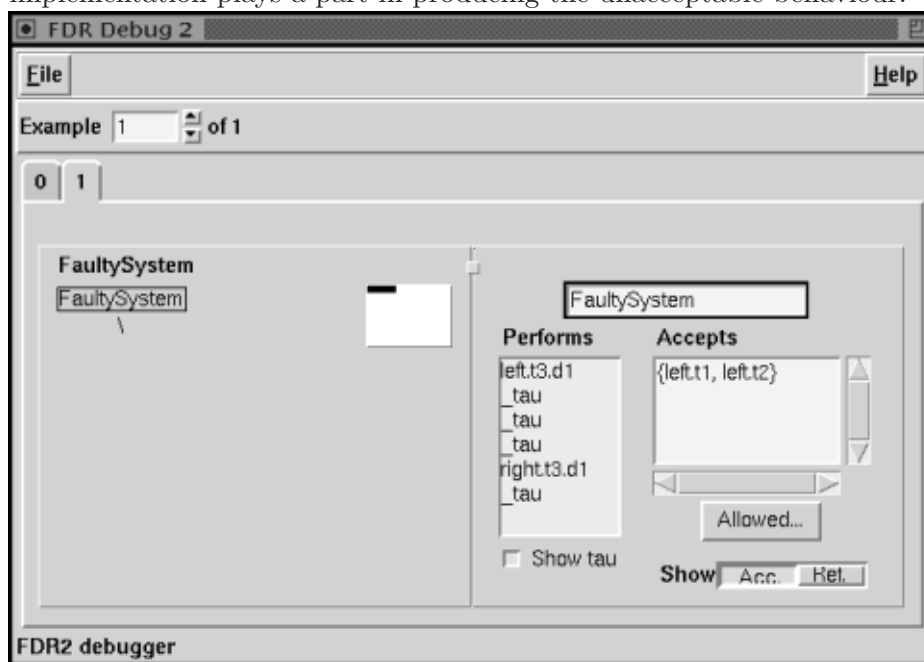 implementation plays a part in producing the unacceptable behaviour.
FDR Debug 2
File Help
Example 1 of 1
0 1
FaultySystem
FaultySystem
\
FaultySystem
Performs Accepts
left.t3.d1
_tau
_tau
_tau
right.t3.d1
_tau
{left.t1, left.t2}
Allowed...
Show tau
Show Acc. Ref.
FDR2 debugger